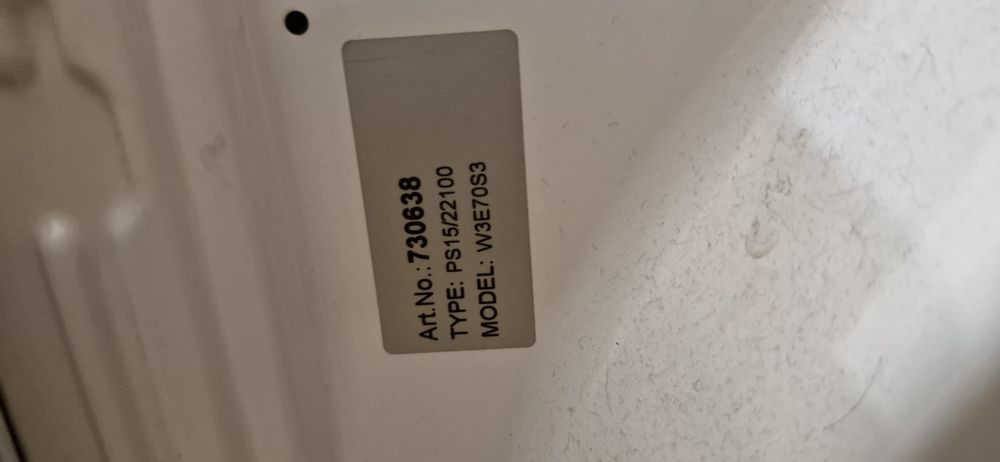 Art.No.:730638
TYPE: PS15/22100
MODEL: W3E70S3